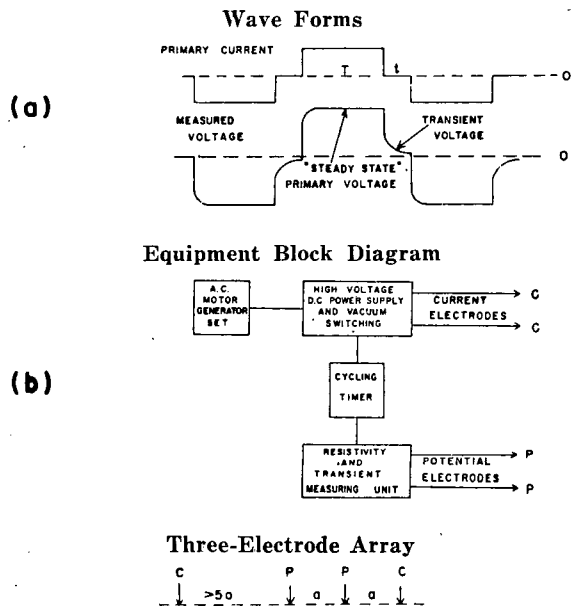 Wave Forms
PRIMARY CURRENT
T
t
O
(a)
MEASURED
VOLTAGE
TRANSIENT
VOLTAGE
O
"STEADY STATE"
PRIMARY VOLTAGE
Equipment Block Diagram
A.C.
MOTOR
GENERATOR
SET
HIGH VOLTAGE
D.C POWER SUPPLY
AND VACUUM
SWITCHING
CURRENT
ELECTRODES
C
C
(b)
CYCLING
TIMER
RESISTIVITY
AND
TRANSIENT
MEASURING UNIT
POTENTIAL
ELECTRODES
P
P
Three-Electrode Array
C P P C
>5a a a